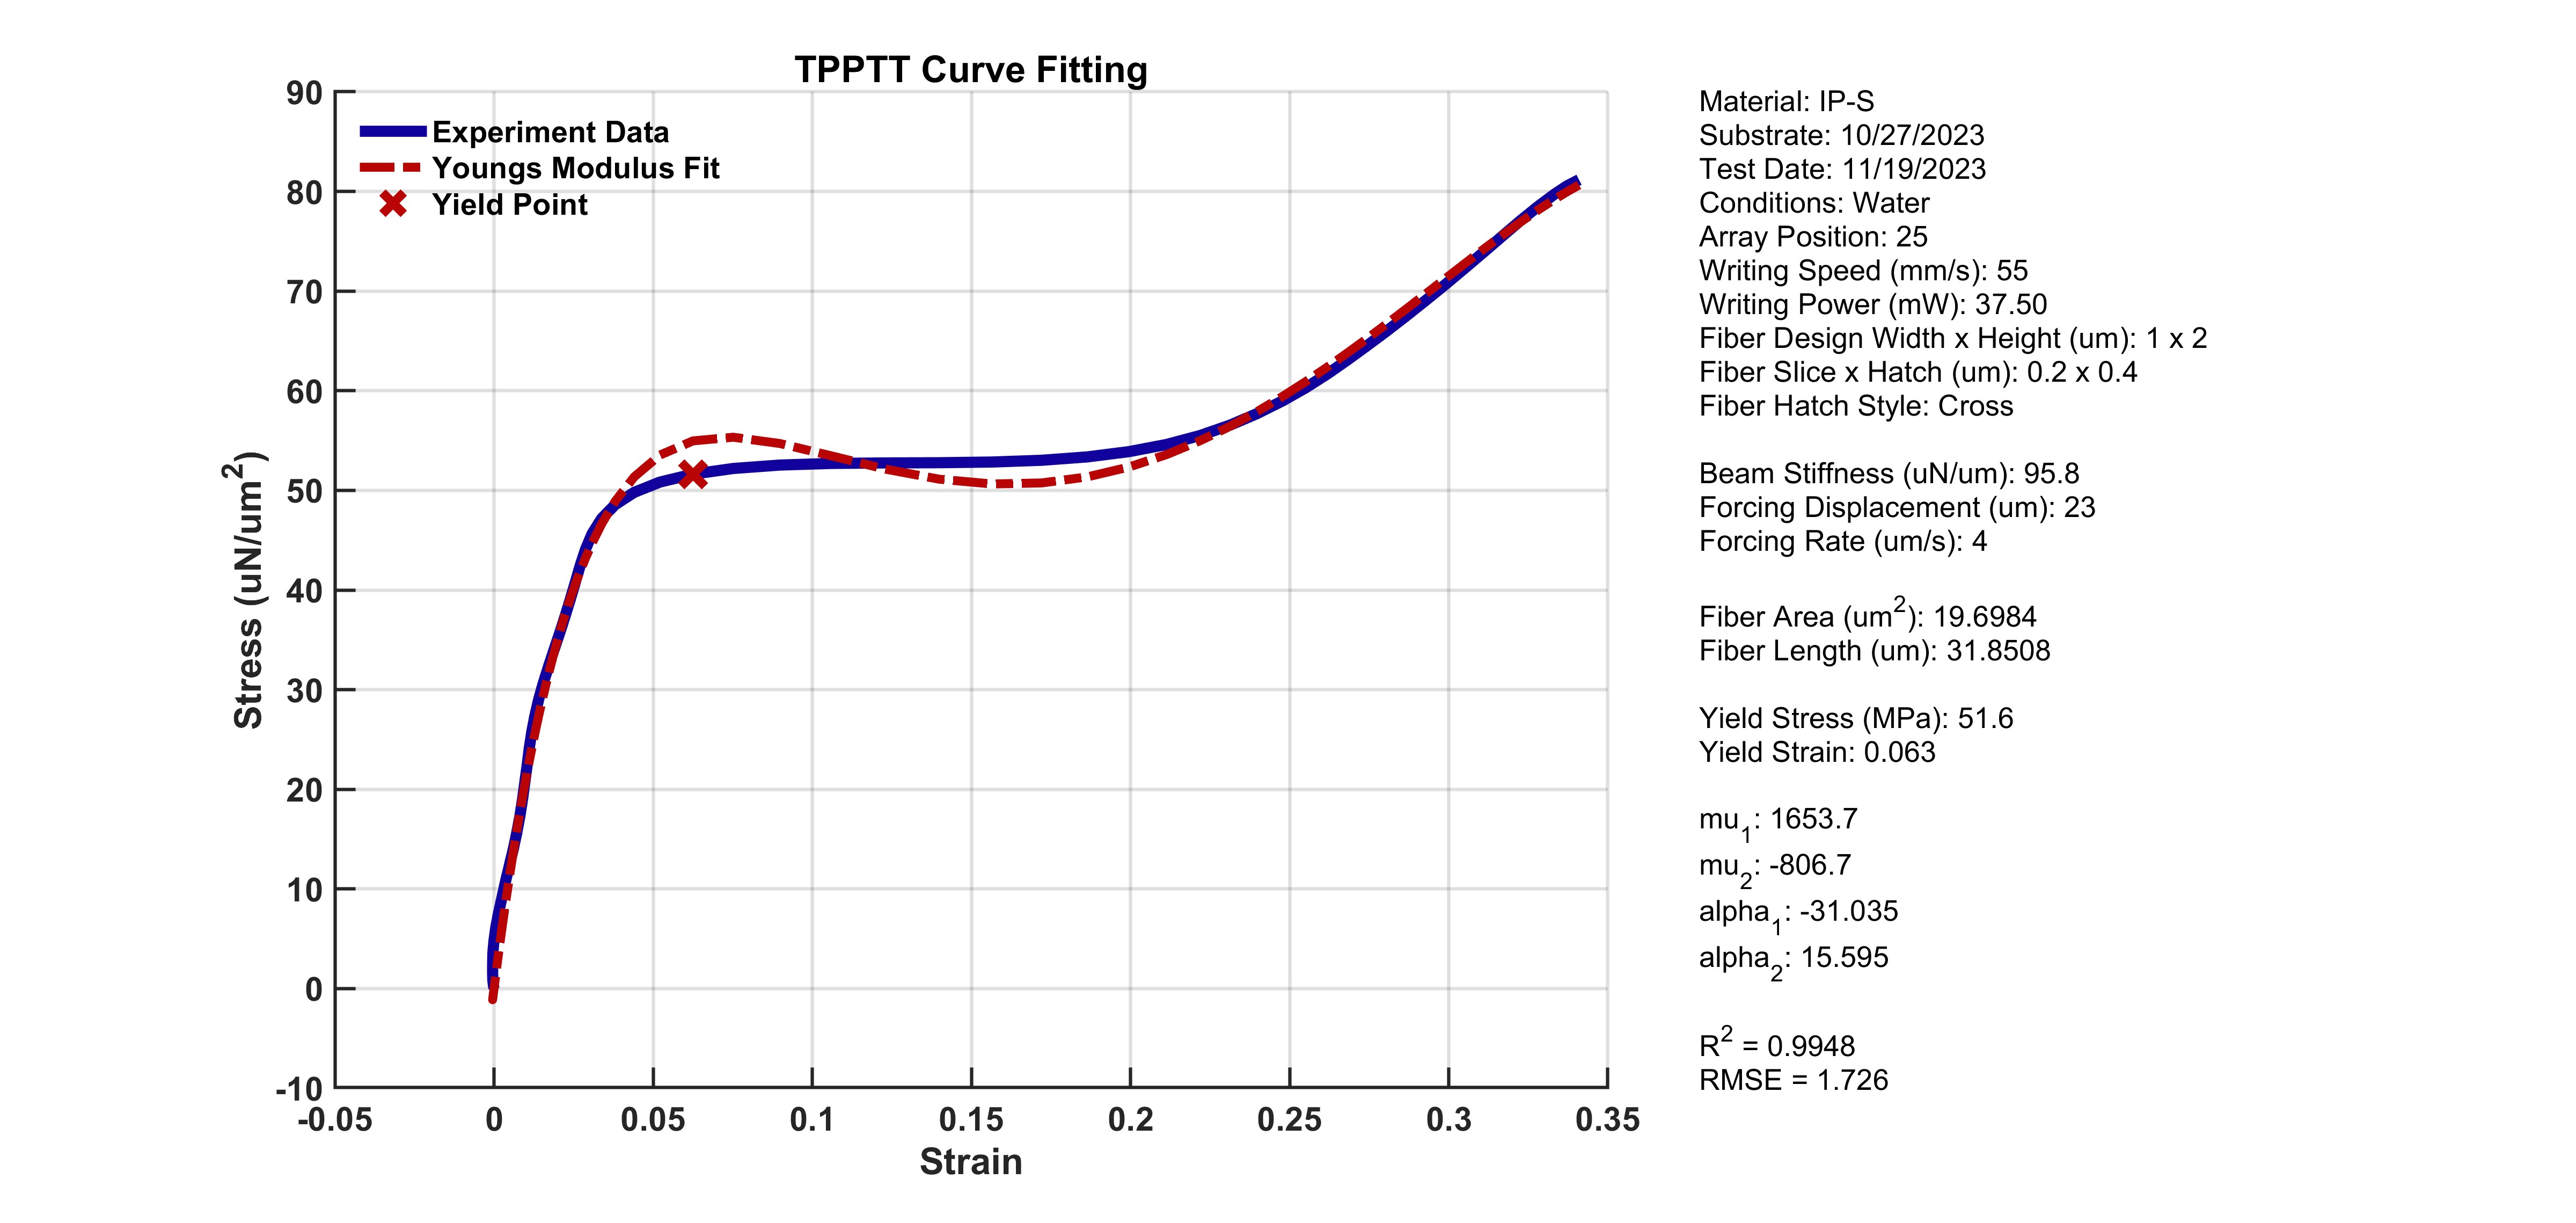 TPPTT Curve Fitting
Experiment Data
Youngs Modulus Fit
Yield Point
90
80
70
60
50
40
30
20
10
0
-10
Stress (uN/um²)
-0.05 0 0.05 0.1 0.15 0.2 0.25 0.3 0.35
Strain
Material: IP-S
Substrate: 10/27/2023
Test Date: 11/19/2023
Conditions: Water
Array Position: 25
Writing Speed (mm/s): 55
Writing Power (mW): 37.50
Fiber Design Width x Height (um): 1 x 2
Fiber Slice x Hatch (um): 0.2 x 0.4
Fiber Hatch Style: Cross
Beam Stiffness (uN/um): 95.8
Forcing Displacement (um): 23
Forcing Rate (um/s): 4
Fiber Area (um²): 19.6984
Fiber Length (um): 31.8508
Yield Stress (MPa): 51.6
Yield Strain: 0.063
mu₁: 1653.7
mu₂: -806.7
alpha₁: -31.035
alpha₂: 15.595
R² = 0.9948
RMSE = 1.726